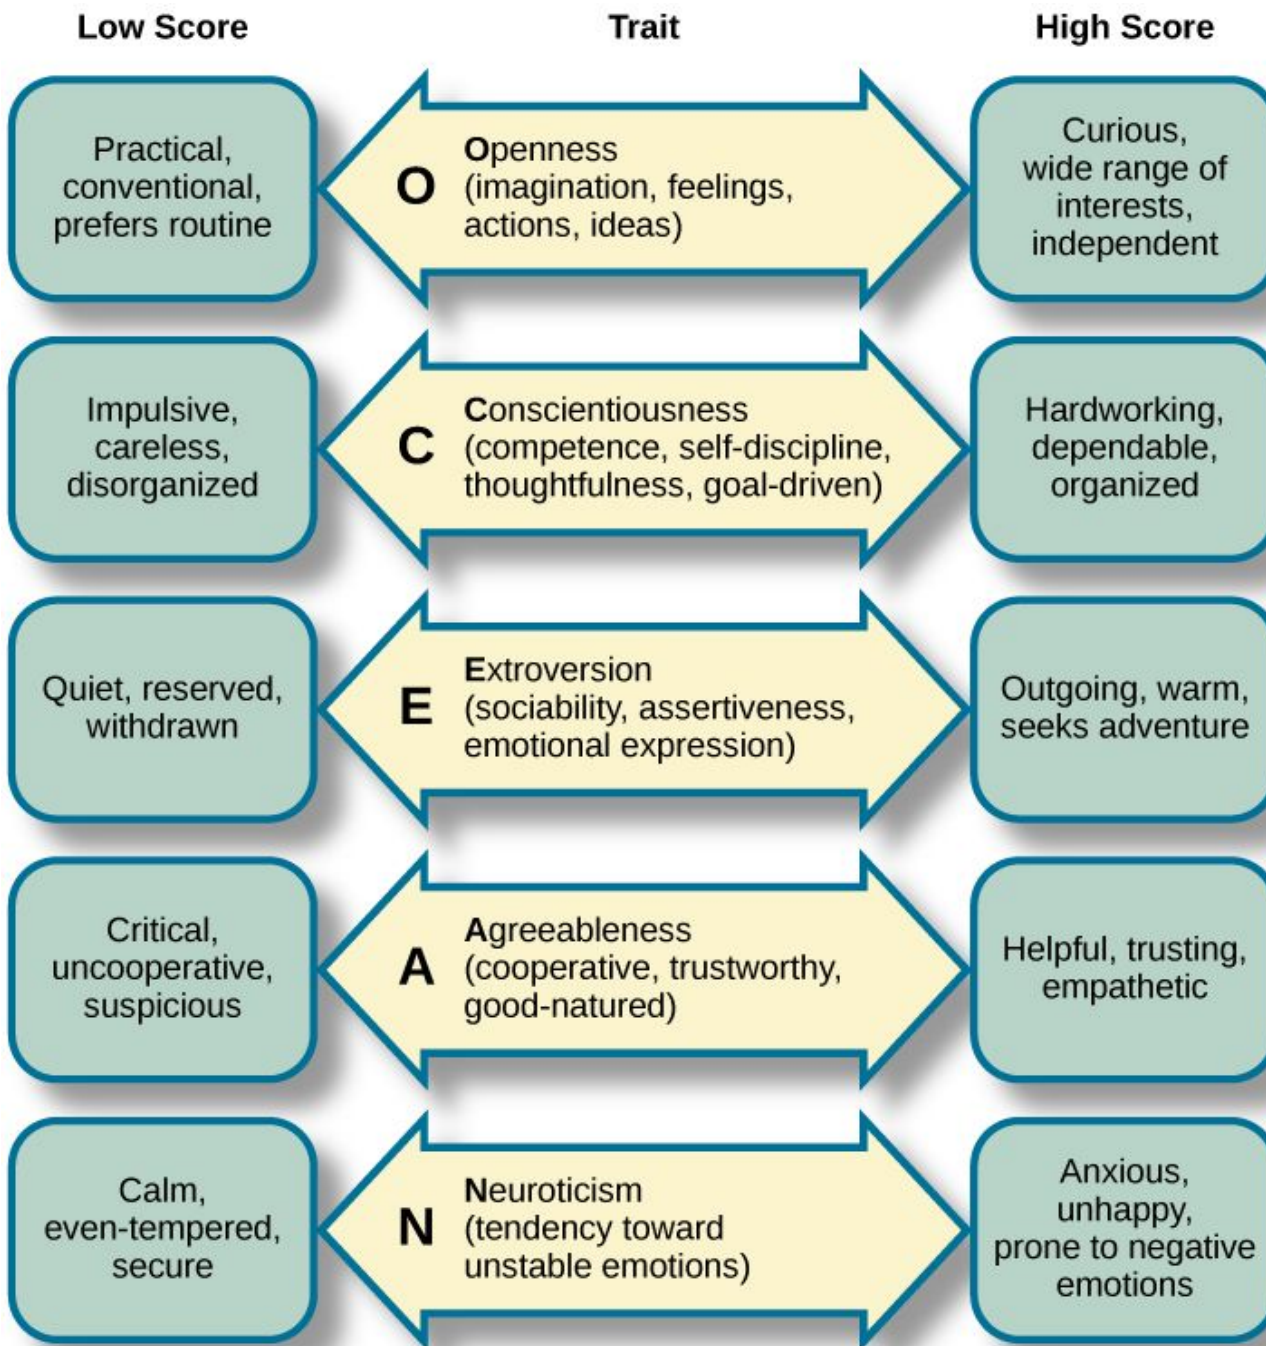 Low Score
Trait
High Score
Practical,
conventional,
prefers routine
O
Openness
(imagination, feelings,
actions, ideas)
Curious,
wide range of
interests,
independent
Impulsive,
careless,
disorganized
C
Conscientiousness
(competence, self-discipline,
thoughtfulness, goal-driven)
Hardworking,
dependable,
organized
Quiet, reserved,
withdrawn
E
Extroversion
(sociability, assertiveness,
emotional expression)
Outgoing, warm,
seeks adventure
Critical,
uncooperative,
suspicious
A
Agreeableness
(cooperative, trustworthy,
good-natured)
Helpful, trusting,
empathetic
Calm,
even-tempered,
secure
N
Neuroticism
(tendency toward
unstable emotions)
Anxious,
unhappy,
prone to negative
emotions